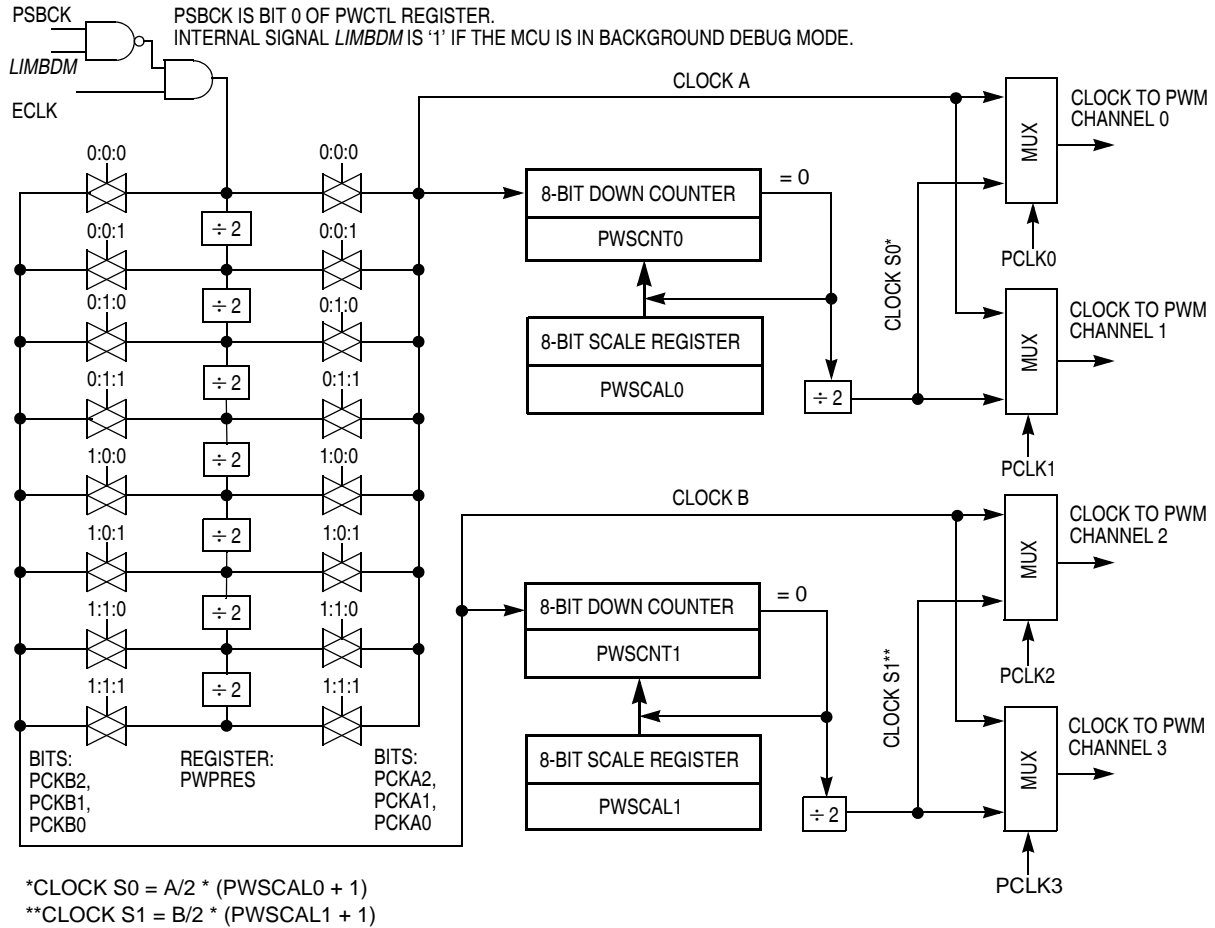 PSBCK
PSBCK IS BIT 0 OF PWCTL REGISTER.
INTERNAL SIGNAL LIMBDM IS ‘1’ IF THE MCU IS IN BACKGROUND DEBUG MODE.
LIMBDM
ECLK
CLOCK A
CLOCK TO PWM
CHANNEL 0
MUX
PCLK0
0:0:0
0:0:0
÷ 2
0:0:1
0:0:1
÷ 2
0:1:0
0:1:0
÷ 2
0:1:1
0:1:1
÷ 2
1:0:0
1:0:0
÷ 2
1:0:1
1:0:1
÷ 2
1:1:0
1:1:0
÷ 2
1:1:1
1:1:1
8-BIT DOWN COUNTER
= 0
PWSCNT0
8-BIT SCALE REGISTER
PWSCAL0
÷ 2
CLOCK S0*
CLOCK TO PWM
CHANNEL 1
MUX
PCLK1
CLOCK B
CLOCK TO PWM
CHANNEL 2
MUX
PCLK2
8-BIT DOWN COUNTER
= 0
PWSCNT1
8-BIT SCALE REGISTER
PWSCAL1
÷ 2
CLOCK S1**
CLOCK TO PWM
CHANNEL 3
MUX
PCLK3
BITS:
PCKB2,
PCKB1,
PCKB0
REGISTER:
PWPRES
BITS:
PCKA2,
PCKA1,
PCKA0
*CLOCK S0 = A/2 * (PWSCAL0 + 1)
**CLOCK S1 = B/2 * (PWSCAL1 + 1)